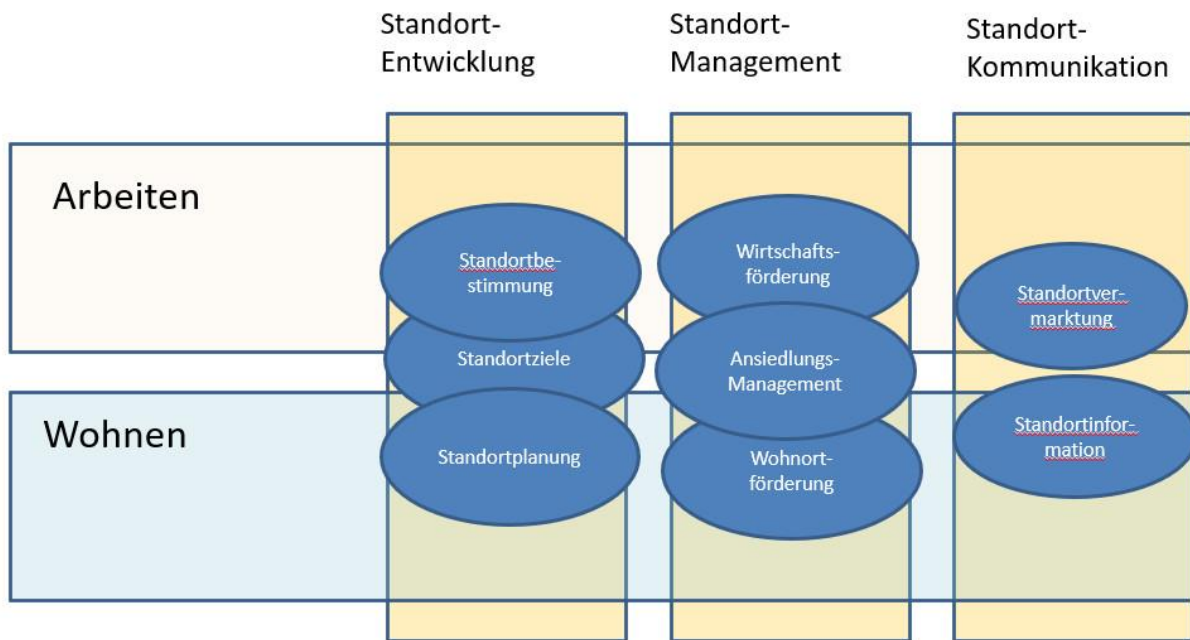 Standort-
Entwicklung
Standort-
Management
Standort-
Kommunikation
Arbeiten
Standortbe-
stimmung
Standortziele
Standortplanung
Wirtschafts-
förderung
Ansiedlungs-
Management
Wohnort-
förderung
Standortver-
marktung
Standortinfor-
mation
Wohnen